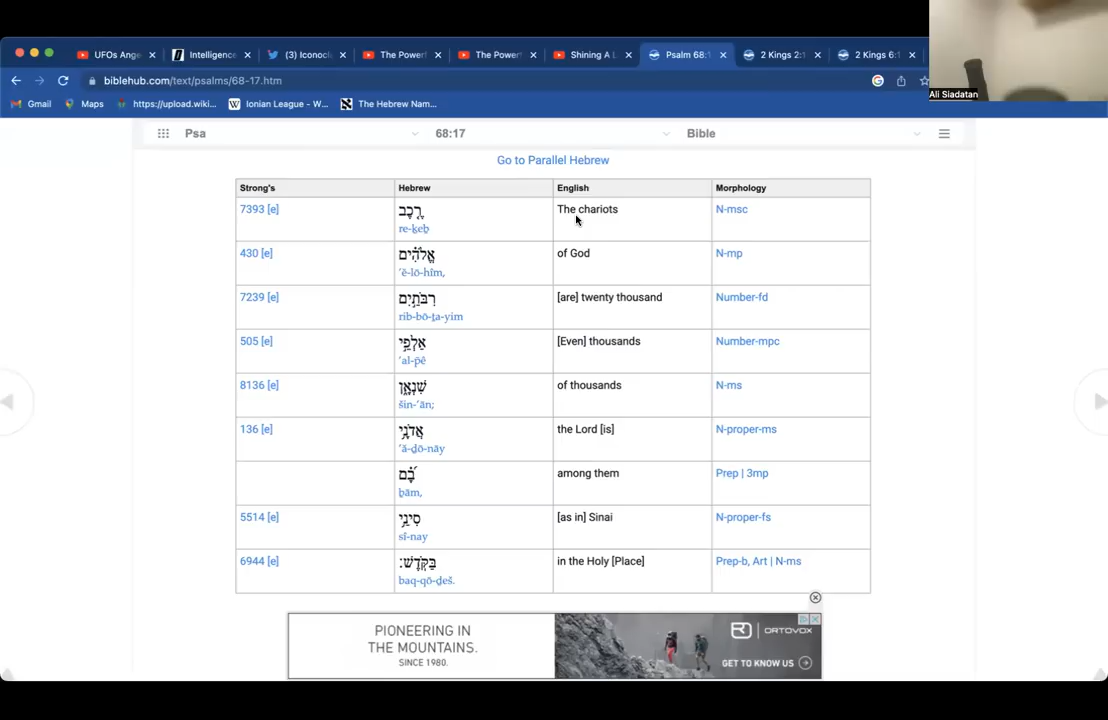 UFOs Ange
Intelligence
(3) Iconocl
The Power
The Power
Shining A L
Psalm 68:1
2 Kings 2:1
2 Kings 6:1
biblehub.com/text/psalms/68-17.htm
Ali Siadatan
Gmail
Maps
https://upload.wiki...
Ionian League - W...
The Hebrew Nam...
Psa
68:17
Bible
Go to Parallel Hebrew
Strong's Hebrew English Morphology
7393 [e] רֶ֤כֶב The chariots N-msc
re-ḵeḇ
430 [e] אֱלֹהִ֗ים of God N-mp
’ĕ-lō-hîm,
7239 [e] רִבֹּתַ֣יִם [are] twenty thousand Number-fd
rib-bō-ṯa-yim
505 [e] אַלְפֵ֣י [Even] thousands Number-mpc
’al-p̄ê
8136 [e] שִׁנְאָ֑ן of thousands N-ms
šin-’ān;
136 [e] אֲדֹנָ֥י the Lord [is] N-proper-ms
’ă-ḏō-nāy
בָ֝֗ם among them Prep | 3mp
ḇām,
5514 [e] סִינַ֥י [as in] Sinai N-proper-fs
sî-nay
6944 [e] בַּקֹּֽדֶשׁ׃ in the Holy [Place] Prep-b, Art | N-ms
baq-qō-ḏeš.
PIONEERING IN
THE MOUNTAINS.
SINCE 1980.
ORTOVOX
GET TO KNOW US